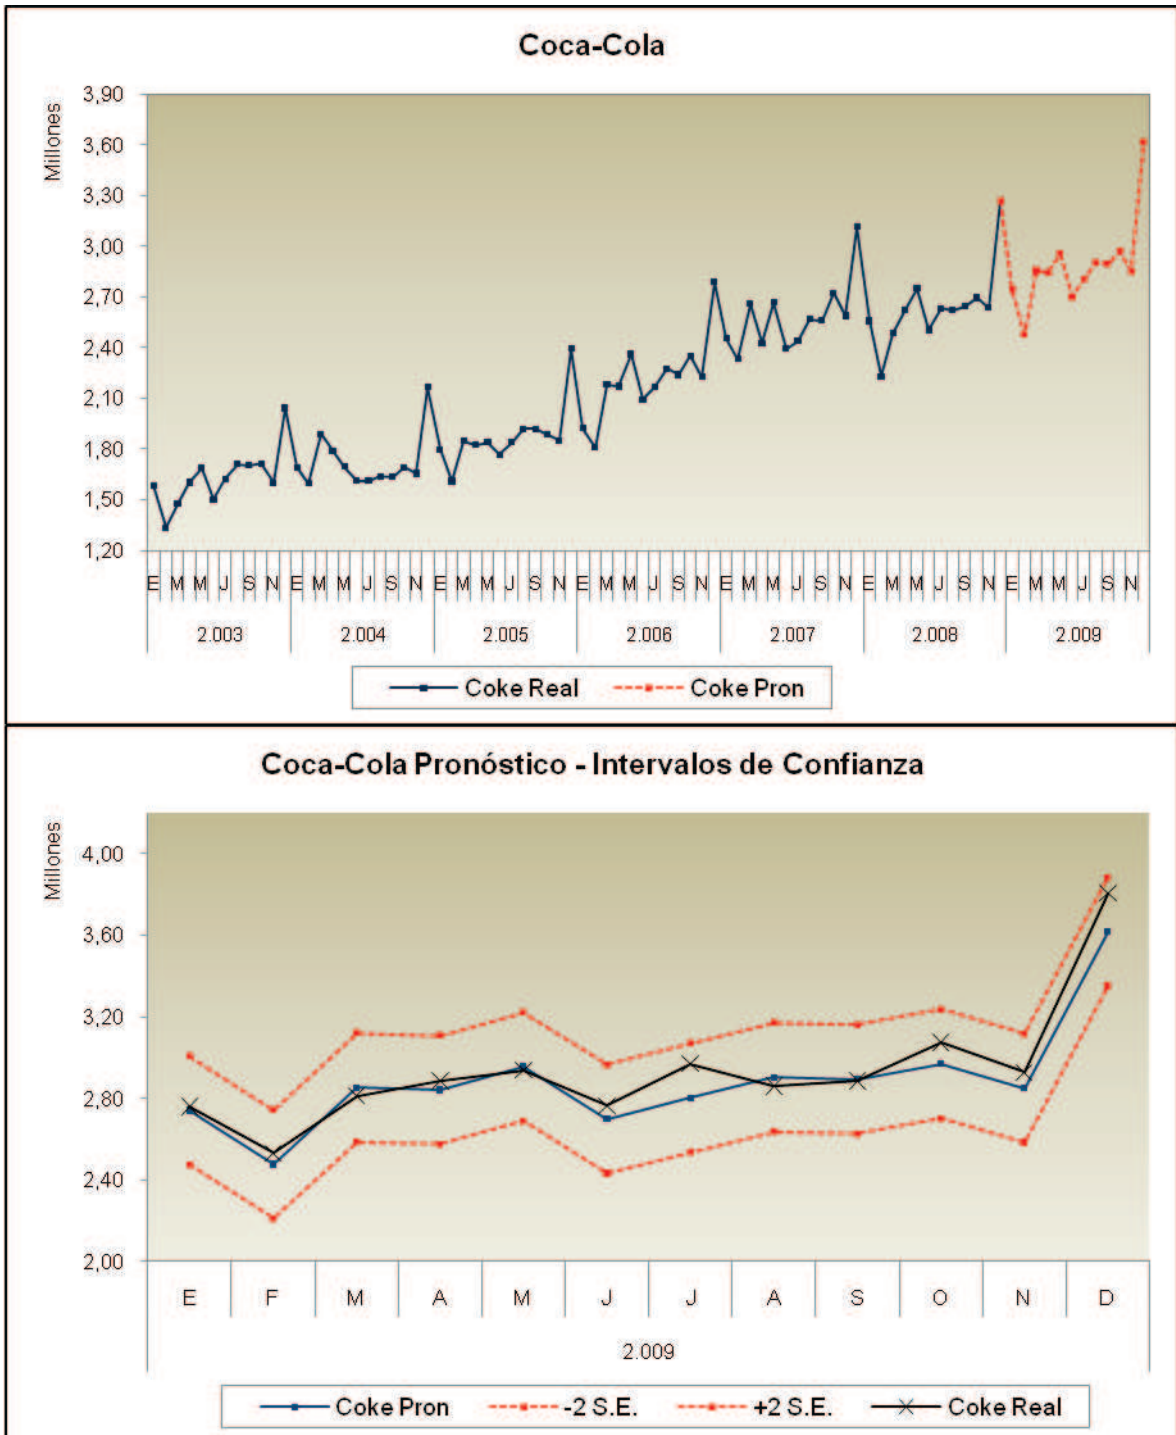 Coca-Cola
Millones
3,90
3,60
3,30
3,00
2,70
2,40
2,10
1,80
1,50
1,20
E M M J S N E M M J S N E M M J S N E M M J S N E M M J S N E M M J S N E M M J S N
2.003 2.004 2.005 2.006 2.007 2.008 2.009
Coke Real Coke Pron
Coca-Cola Pronóstico - Intervalos de Confianza
Millones
4,00
3,60
3,20
2,80
2,40
2,00
E F M A M J J A S O N D
2.009
Coke Pron -2 S.E. +2 S.E. Coke Real